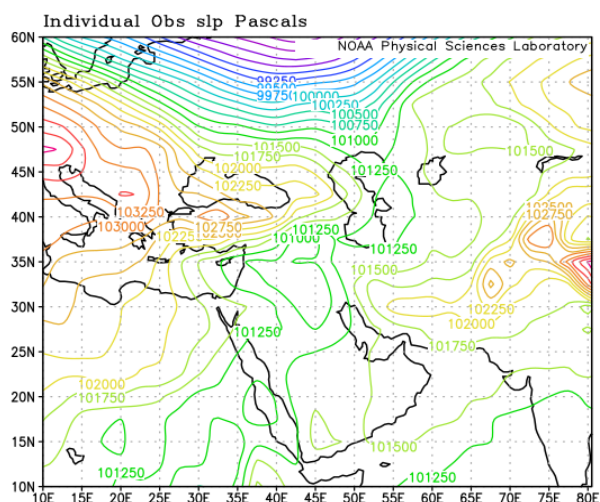 Individual Obs slp Pascals
60N
NOAA Physical Sciences Laboratory
55N
99250
99500
99750
100000
100250
100500
100750
50N
101000
101500
101500
101750
45N
102000
101250
102250
102500
103250
102750
40N
103000
102750
101250
101000
101250
35N
101500
102250
30N
102000
101250
101750
25N
102000
101750
20N
15N
101500
101250
101250
10N
10E 15E 20E 25E 30E 35E 40E 45E 50E 55E 60E 65E 70E 75E